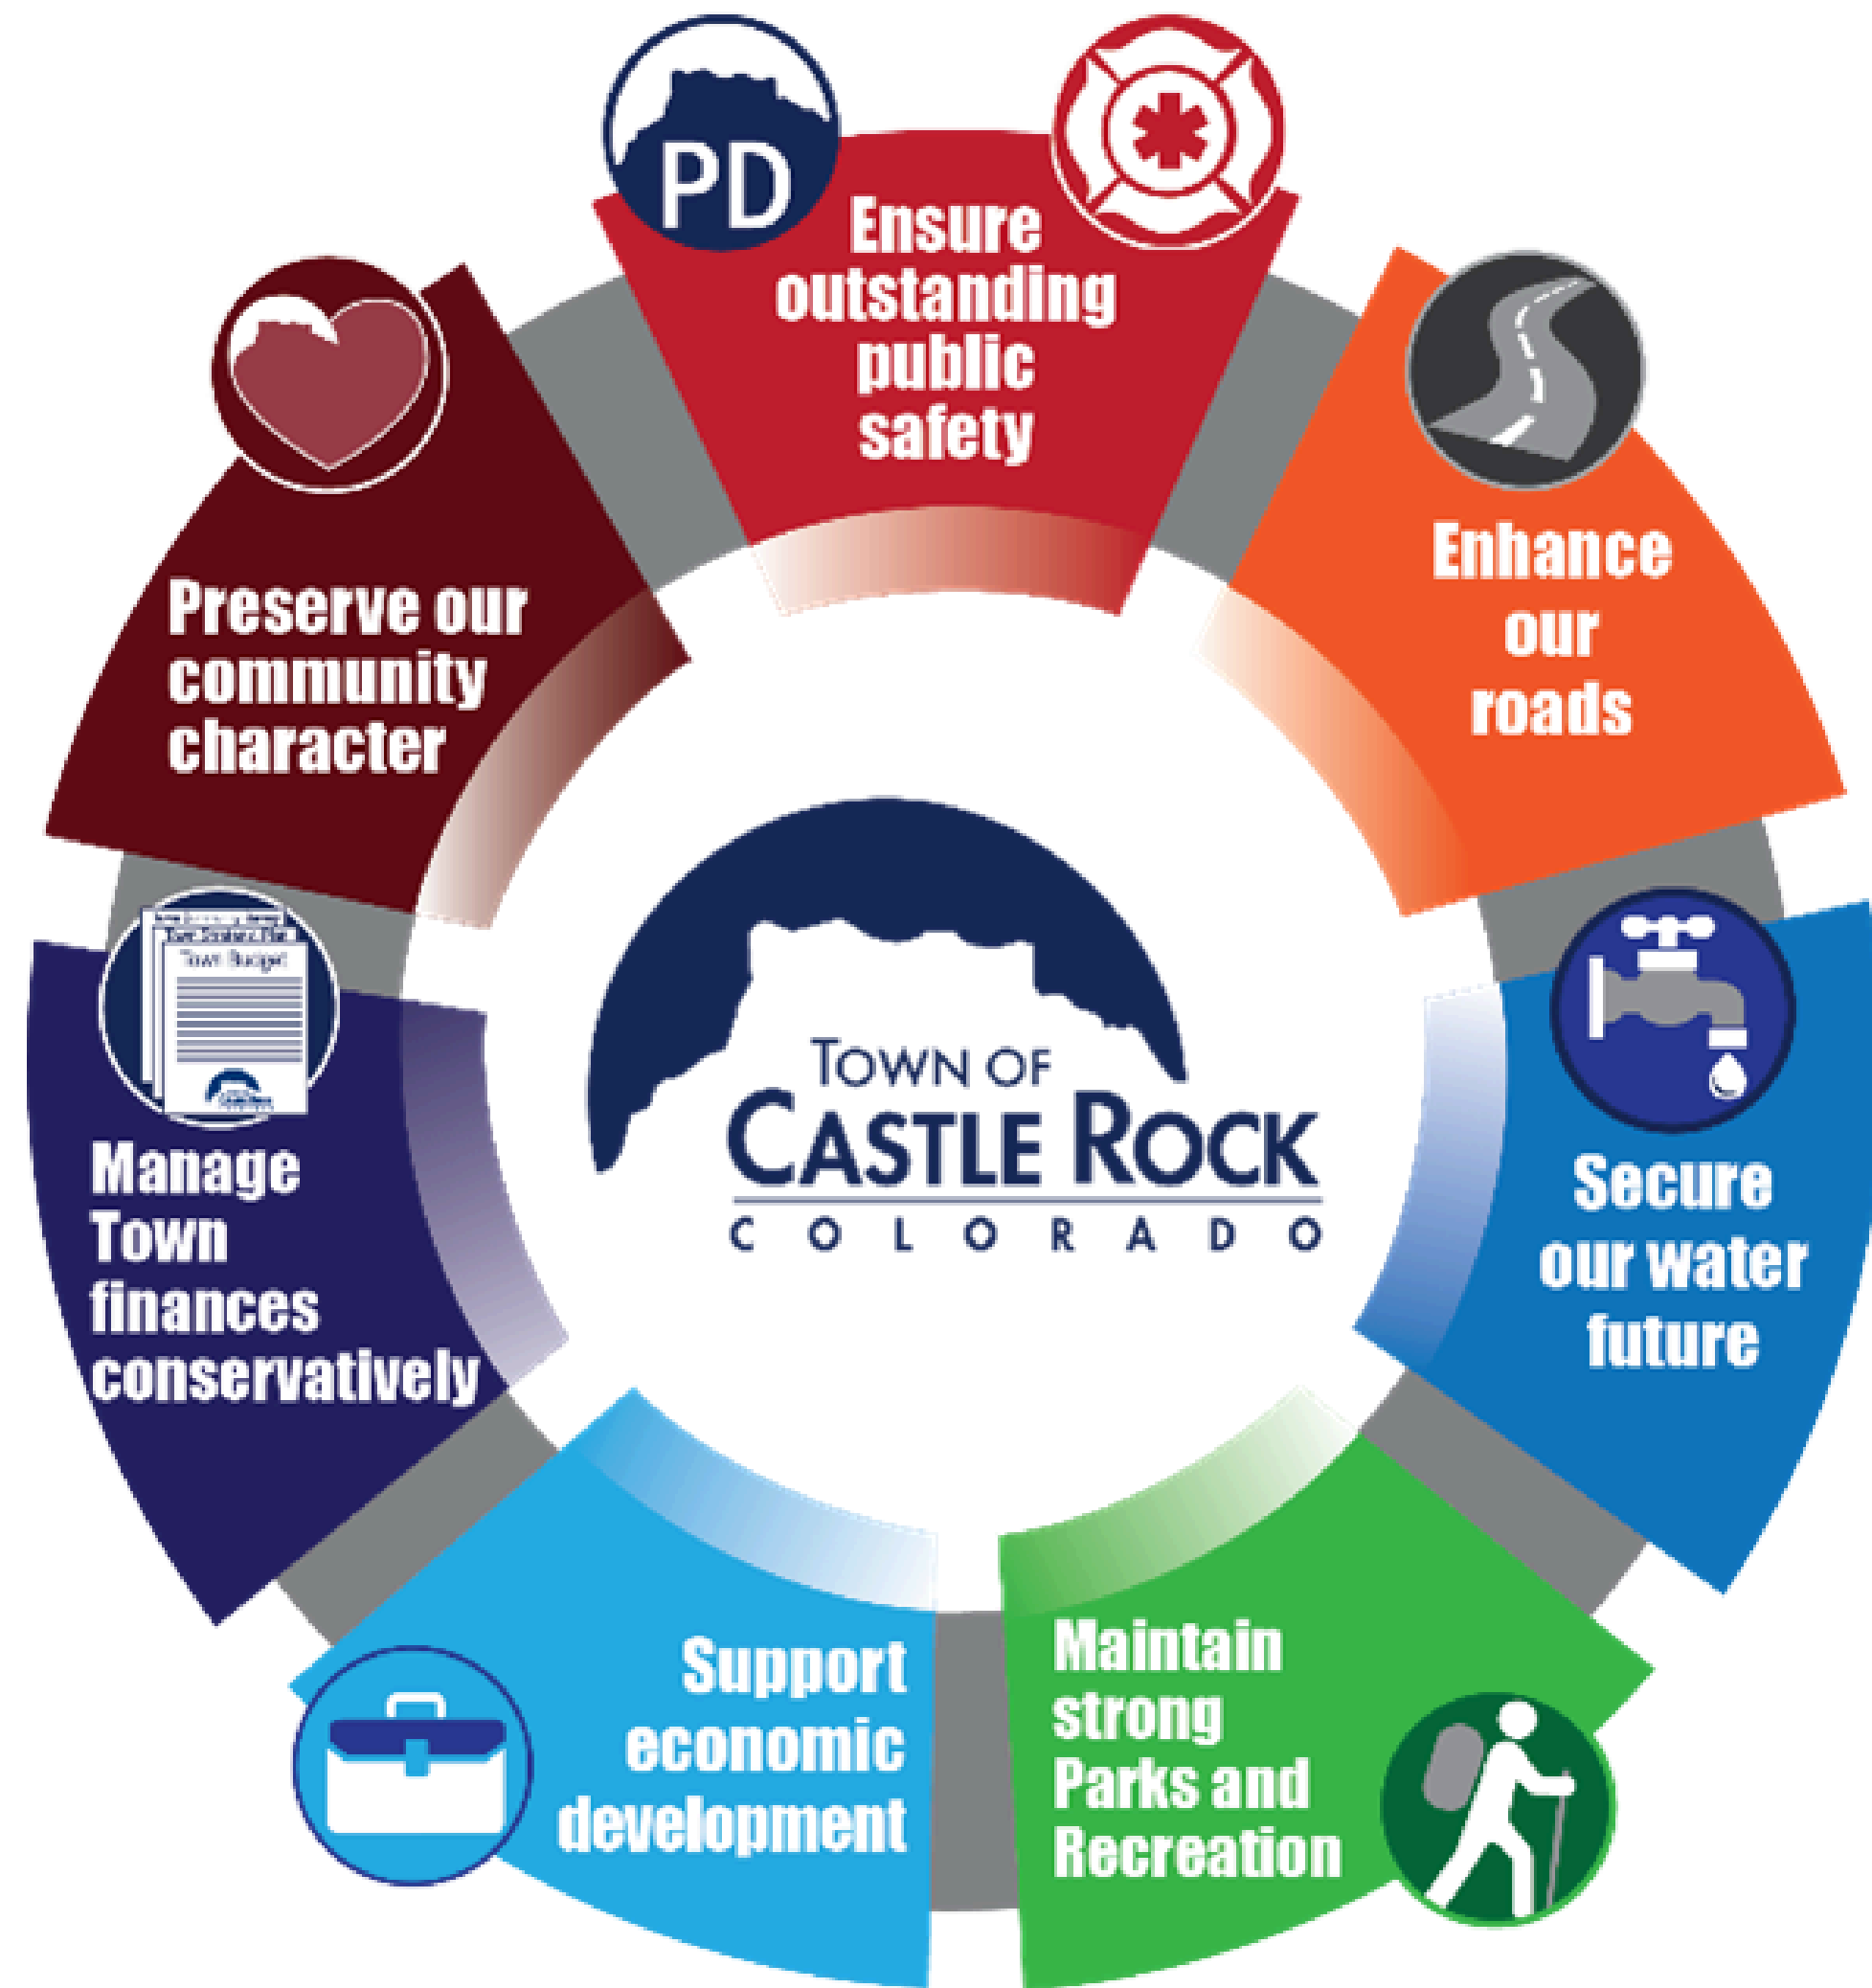 PD
Ensure
outstanding
public
safety
Enhance
our
roads
Secure
our water
future
Maintain
strong
Parks and
Recreation
Support
economic
development
Manage
Town
finances
conservatively
Town Budget
Preserve our
community
character
TOWN OF
CASTLE ROCK
COLORADO